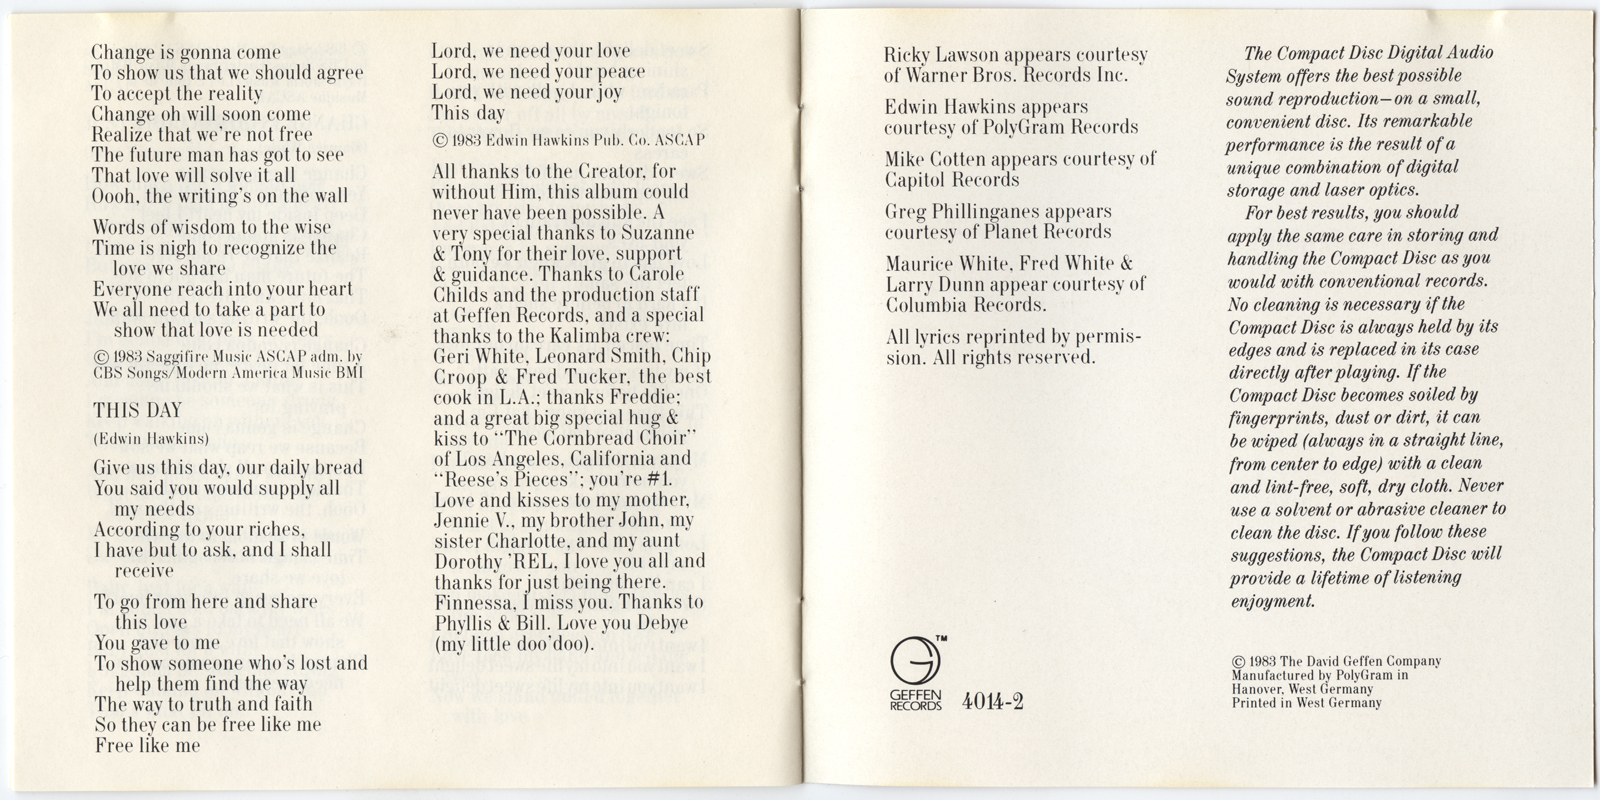 Change is gonna come
To show us that we should agree
To accept the reality
Change oh will soon come
Realize that we're not free
The future man has got to see
That love will solve it all
Oooh, the writing's on the wall
Words of wisdom to the wise
Time is nigh to recognize the
love we share
Everyone reach into your heart
We all need to take a part to
show that love is needed
© 1983 Saggifire Music ASCAP adm. by
CBS Songs/Modern America Music BMI
THIS DAY
(Edwin Hawkins)
Give us this day, our daily bread
You said you would supply all
my needs
According to your riches,
I have but to ask, and I shall
receive
To go from here and share
this love
You gave to me
To show someone who's lost and
help them find the way
The way to truth and faith
So they can be free like me
Free like me
Lord, we need your love
Lord, we need your peace
Lord, we need your joy
This day
© 1983 Edwin Hawkins Pub. Co. ASCAP
All thanks to the Creator, for
without Him, this album could
never have been possible. A
very special thanks to Suzanne
& Tony for their love, support
& guidance. Thanks to Carole
Childs and the production staff
at Geffen Records, and a special
thanks to the Kalimba crew:
Geri White, Leonard Smith, Chip
Croop & Fred Tucker, the best
cook in L.A.; thanks Freddie;
and a great big special hug &
kiss to "The Cornbread Choir"
of Los Angeles, California and
"Reese's Pieces"; you're #1.
Love and kisses to my mother,
Jennie V., my brother John, my
sister Charlotte, and my aunt
Dorothy 'REL, I love you all and
thanks for just being there.
Finnessa, I miss you. Thanks to
Phyllis & Bill. Love you Debye
(my little doo'doo).
Ricky Lawson appears courtesy
of Warner Bros. Records Inc.
Edwin Hawkins appears
courtesy of PolyGram Records
Mike Cotten appears courtesy of
Capitol Records
Greg Phillinganes appears
courtesy of Planet Records
Maurice White, Fred White &
Larry Dunn appear courtesy of
Columbia Records.
All lyrics reprinted by permis-
sion. All rights reserved.
TM
GEFFEN
RECORDS
4014-2
The Compact Disc Digital Audio
System offers the best possible
sound reproduction—on a small,
convenient disc. Its remarkable
performance is the result of a
unique combination of digital
storage and laser optics.
For best results, you should
apply the same care in storing and
handling the Compact Disc as you
would with conventional records.
No cleaning is necessary if the
Compact Disc is always held by its
edges and is replaced in its case
directly after playing. If the
Compact Disc becomes soiled by
fingerprints, dust or dirt, it can
be wiped (always in a straight line,
from center to edge) with a clean
and lint-free, soft, dry cloth. Never
use a solvent or abrasive cleaner to
clean the disc. If you follow these
suggestions, the Compact Disc will
provide a lifetime of listening
enjoyment.
© 1983 The David Geffen Company
Manufactured by PolyGram in
Hanover, West Germany
Printed in West Germany